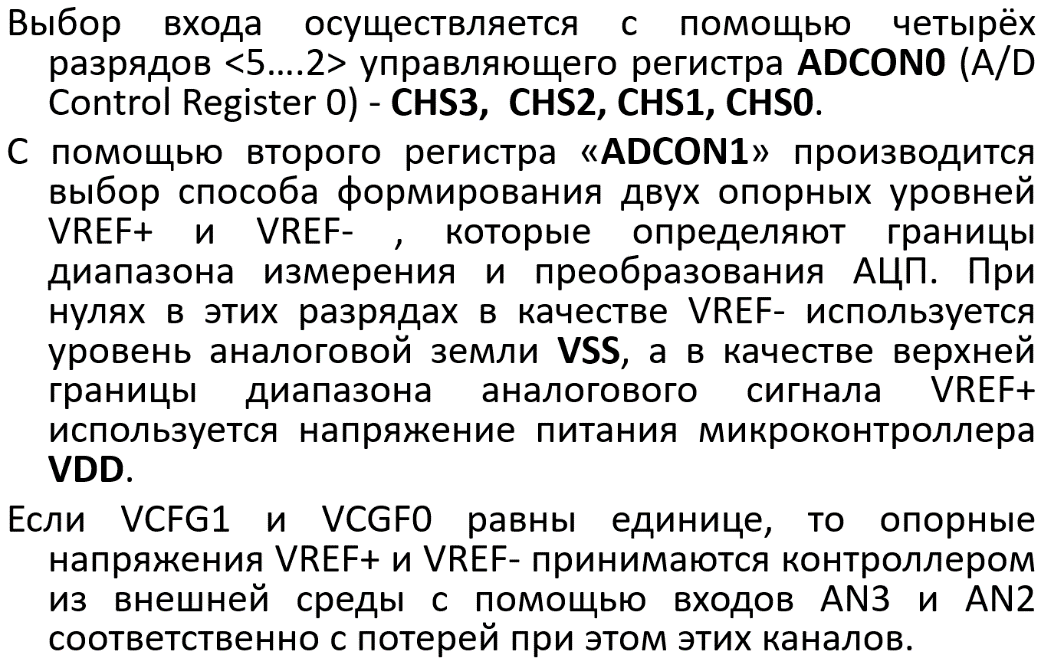 Выбор входа осуществляется с помощью четырёх
разрядов <5....2> управляющего регистра ADCON0 (A/D
Control Register 0) - CHS3, CHS2, CHS1, CHS0.
С помощью второго регистра «ADCON1» производится
выбор способа формирования двух опорных уровней
VREF+ и VREF- , которые определяют границы
диапазона измерения и преобразования АЦП. При
нулях в этих разрядах в качестве VREF- используется
уровень аналоговой земли VSS, а в качестве верхней
границы диапазона аналогового сигнала VREF+
используется напряжение питания микроконтроллера
VDD.
Если VCFG1 и VCGF0 равны единице, то опорные
напряжения VREF+ и VREF- принимаются контроллером
из внешней среды с помощью входов AN3 и AN2
соответственно с потерей при этом этих каналов.